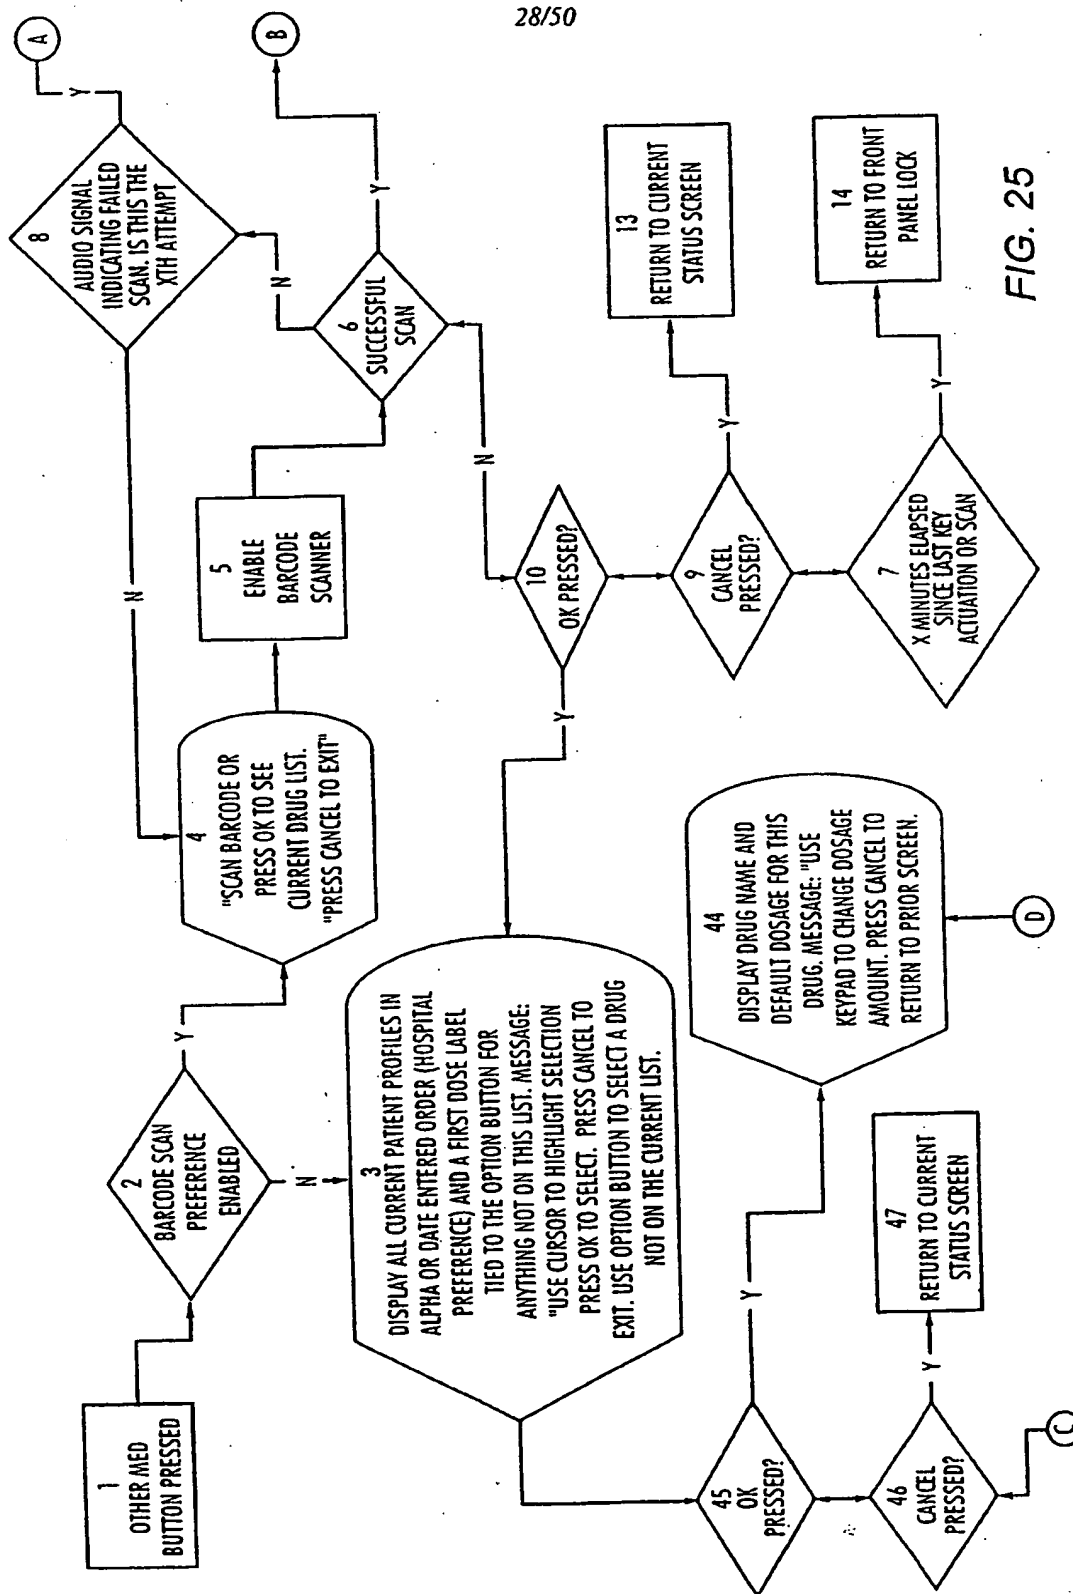 28/50
1
OTHER MED
BUTTON PRESSED
2
BARCODE SCAN
PREFERENCE
ENABLED
Y
N
4
"SCAN BARCODE OR
PRESS OK TO SEE
CURRENT DRUG LIST.
"PRESS CANCEL TO EXIT"
5
ENABLE
BARCODE
SCANNER
6
SUCCESSFUL
SCAN
Y
N
N
8
AUDIO SIGNAL
INDICATING FAILED
SCAN. IS THIS THE
XTH ATTEMPT
Y
N
A
B
3
DISPLAY ALL CURRENT PATIENT PROFILES IN
ALPHA OR DATE ENTERED ORDER (HOSPITAL
PREFERENCE) AND A FIRST DOSE LABEL
TIED TO THE OPTION BUTTON FOR
ANYTHING NOT ON THIS LIST. MESSAGE:
"USE CURSOR TO HIGHLIGHT SELECTION
PRESS OK TO SELECT. PRESS CANCEL TO
EXIT. USE OPTION BUTTON TO SELECT A DRUG
NOT ON THE CURRENT LIST.
10
OK PRESSED?
Y
9
CANCEL
PRESSED?
Y
13
RETURN TO CURRENT
STATUS SCREEN
7
X MINUTES ELAPSED
SINCE LAST KEY
ACTUATION OR SCAN
Y
14
RETURN TO FRONT
PANEL LOCK
45
OK
PRESSED?
Y
44
DISPLAY DRUG NAME AND
DEFAULT DOSAGE FOR THIS
DRUG. MESSAGE: "USE
KEYPAD TO CHANGE DOSAGE
AMOUNT. PRESS CANCEL TO
RETURN TO PRIOR SCREEN.
D
46
CANCEL
PRESSED?
Y
47
RETURN TO CURRENT
STATUS SCREEN
C
FIG. 25